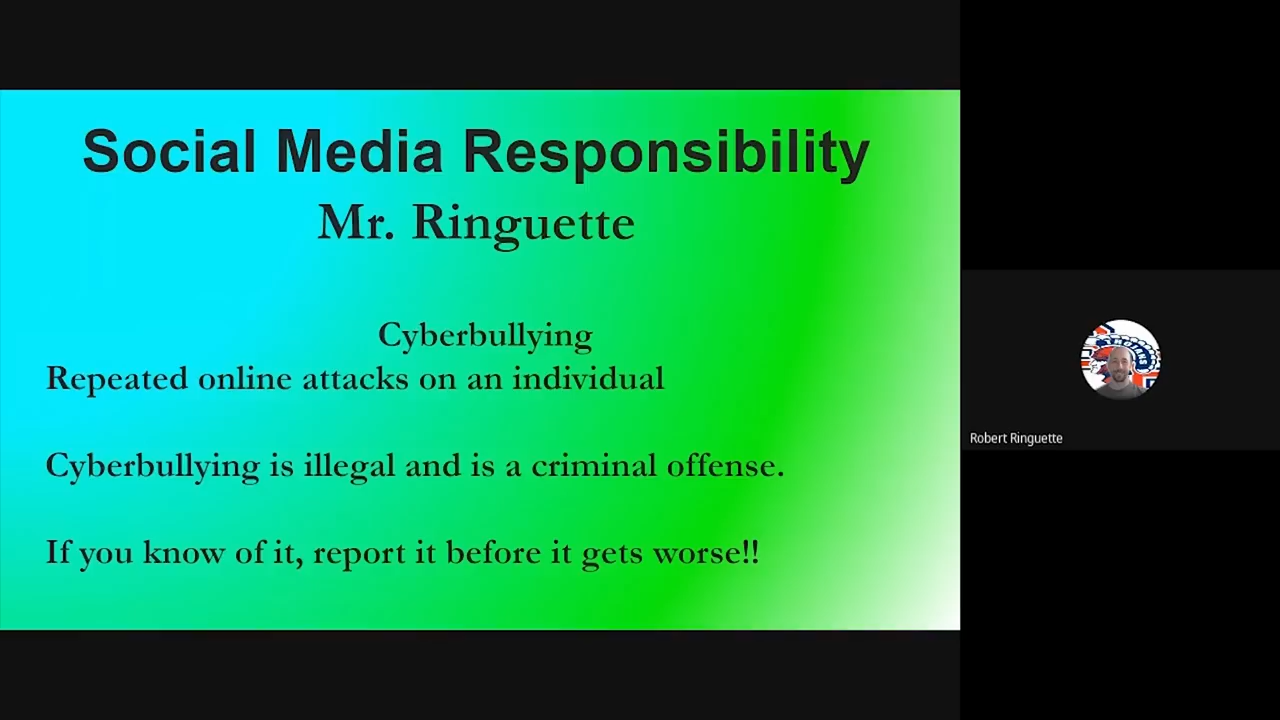 Social Media Responsibility
Mr. Ringuette
Cyberbullying
Repeated online attacks on an individual
Cyberbullying is illegal and is a criminal offense.
If you know of it, report it before it gets worse!!
TROJANS
Robert Ringuette